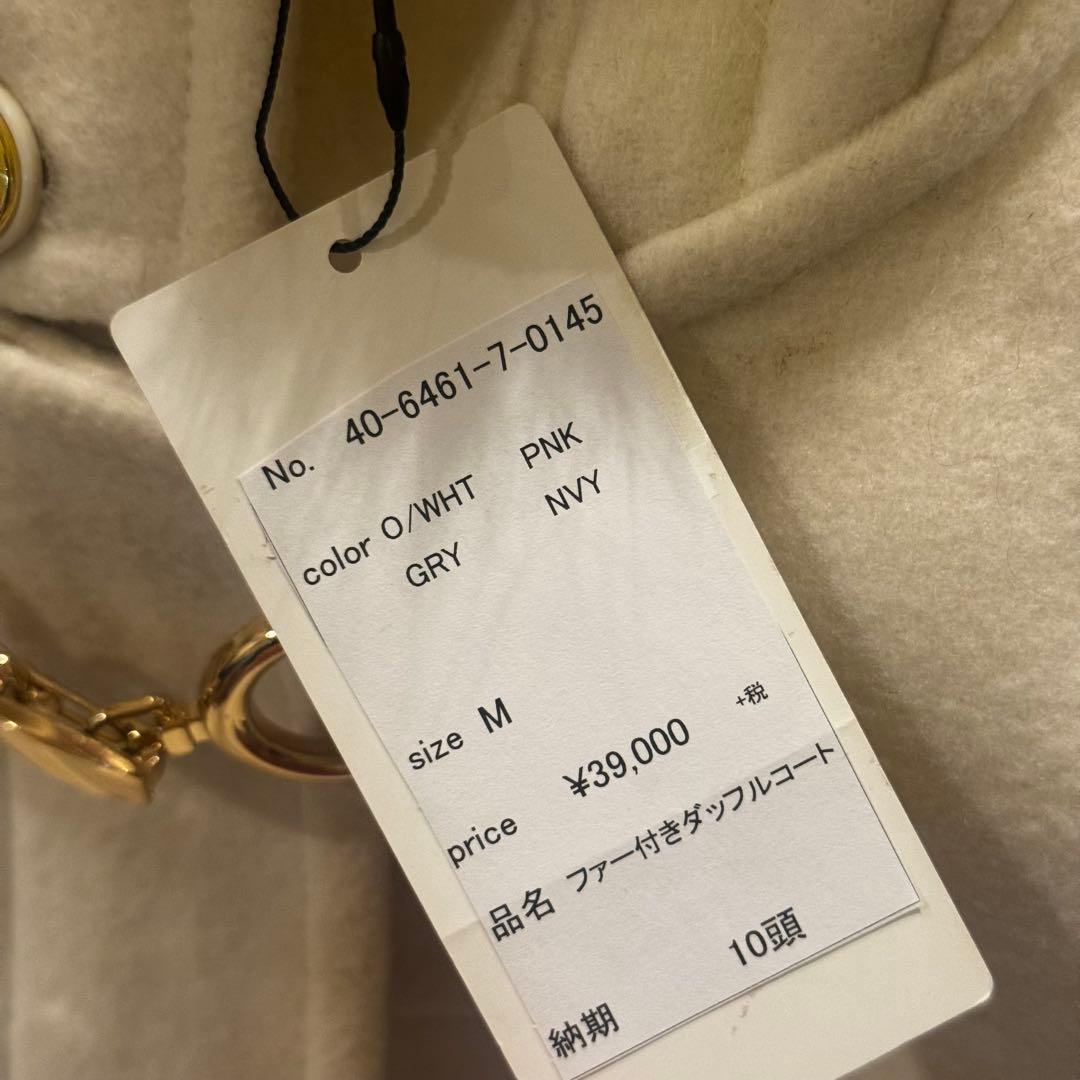 No. 40-6461-7-0145
color O/WHT PNK
GRY NVY
size M
price ¥39,000 +税
品名 ファー付きダッフルコート
納期 10頭